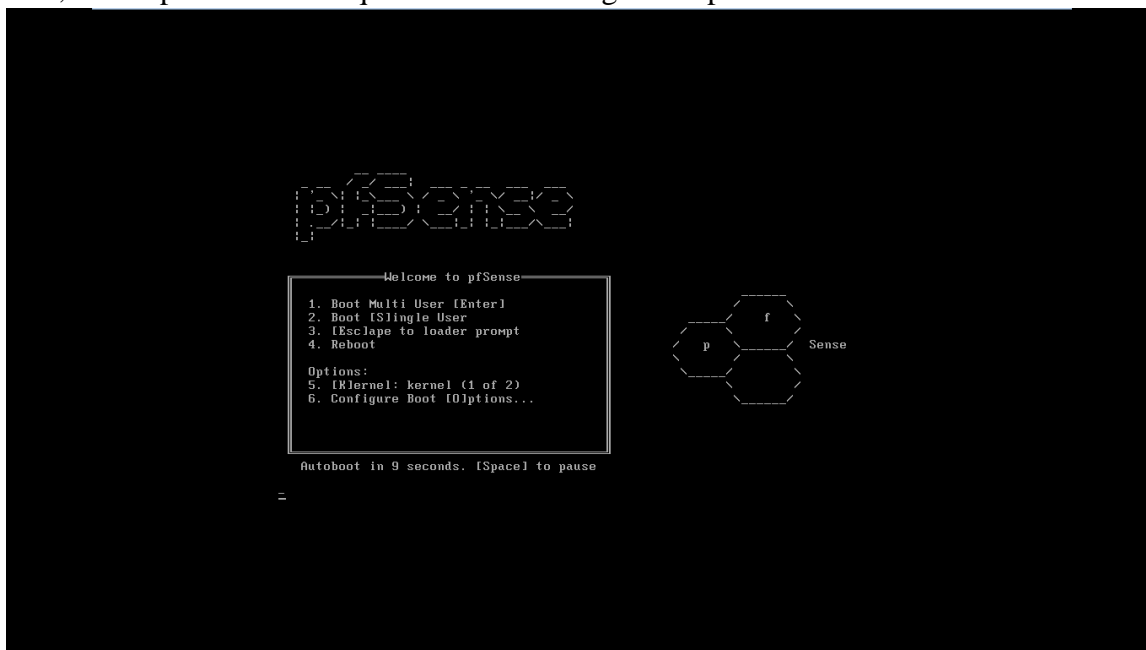 pfSense
Welcome to pfSense
1. Boot Multi User [Enter]
2. Boot [S]ingle User
3. [Esc]ape to loader prompt
4. Reboot
Options:
5. [K]ernel: kernel (1 of 2)
6. Configure Boot [O]ptions...
Autoboot in 9 seconds. [Space] to pause
f
p
Sense